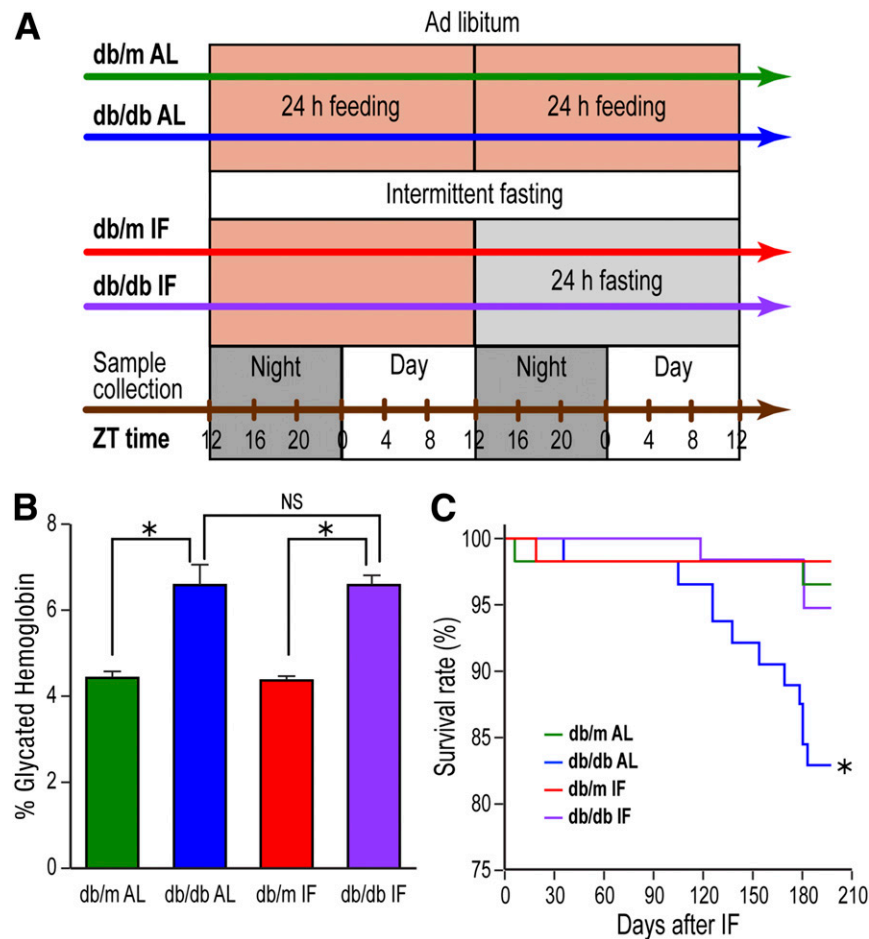 A
Ad libitum
db/m AL
24 h feeding 24 h feeding
db/db AL
Intermittent fasting
db/m IF
24 h fasting
db/db IF
Sample collection
Night Day Night Day
ZT time 12 16 20 0 4 8 12 16 20 0 4 8 12
B
NS
* *
% Glycated Hemoglobin
8
6
4
2
0
db/m AL db/db AL db/m IF db/db IF
C
Survival rate (%)
100
95
90
85
80
75
db/m AL
db/db AL
db/m IF
db/db IF
*
0 30 60 90 120 150 180 210
Days after IF